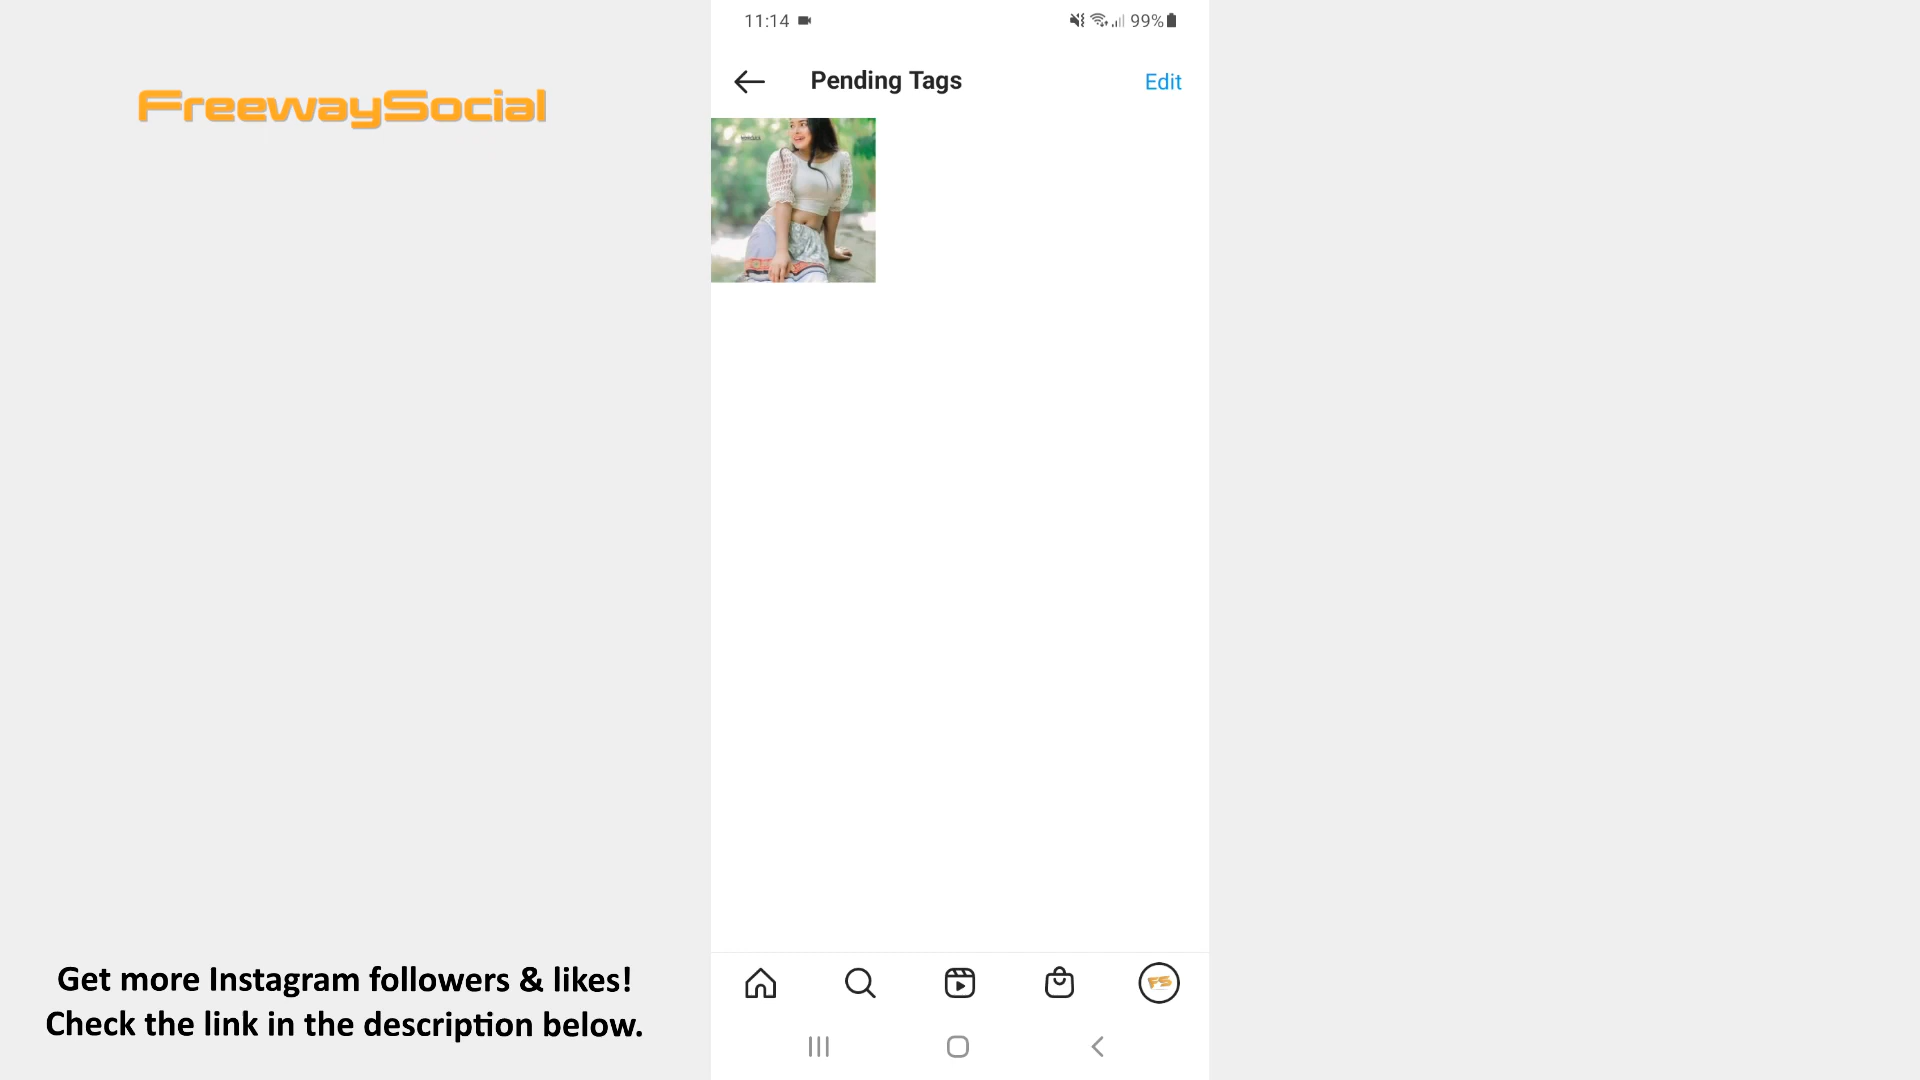 11:14
99%
FreewaySocial
Pending Tags
Edit
FS
Get more Instagram followers & likes!
Check the link in the description below.